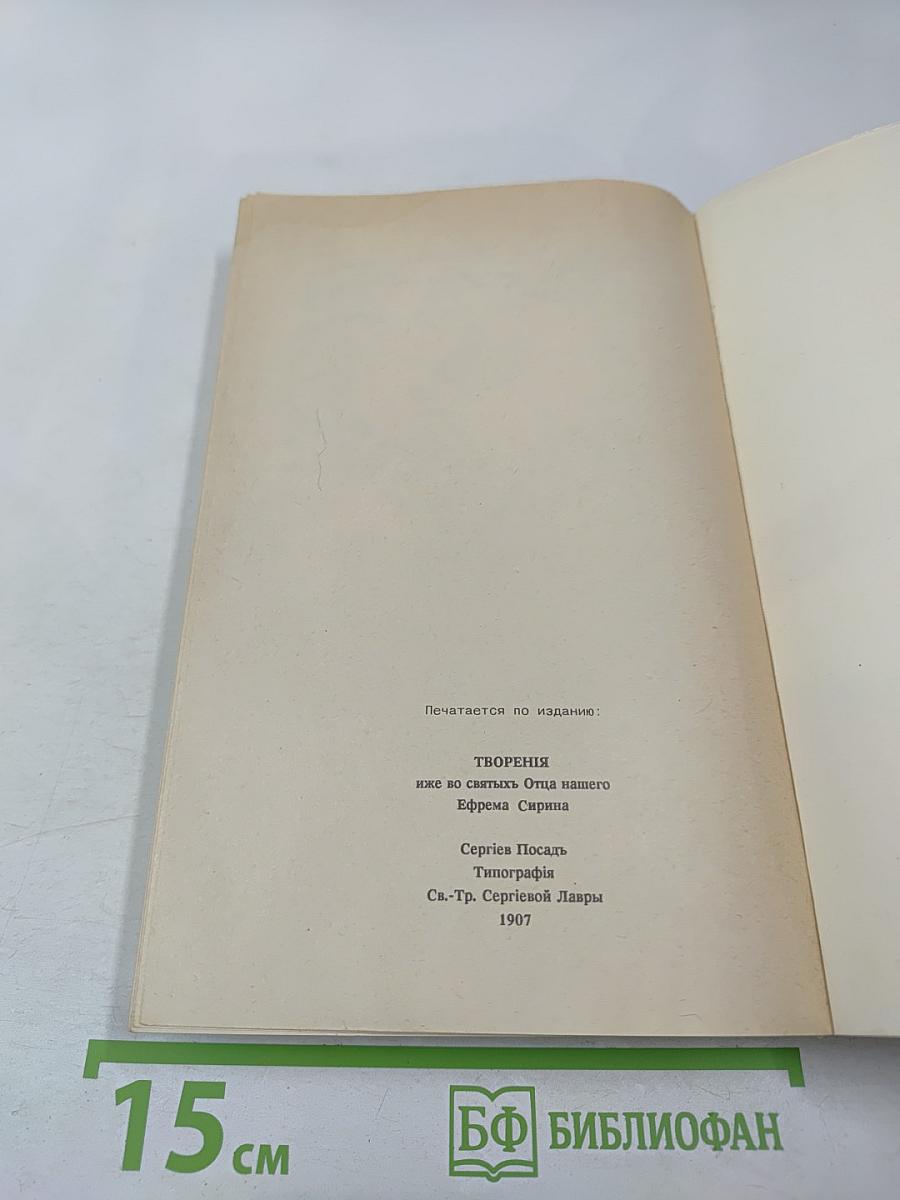 Печатается по изданию:
ТВОРЕНІЯ
иже во святыхъ Отца нашего
Ефрема Сирина
Сергіев Посадъ
Типографія
Св.-Тр. Сергіевой Лавры
1907
15 см
БФ БИБЛИОФАН